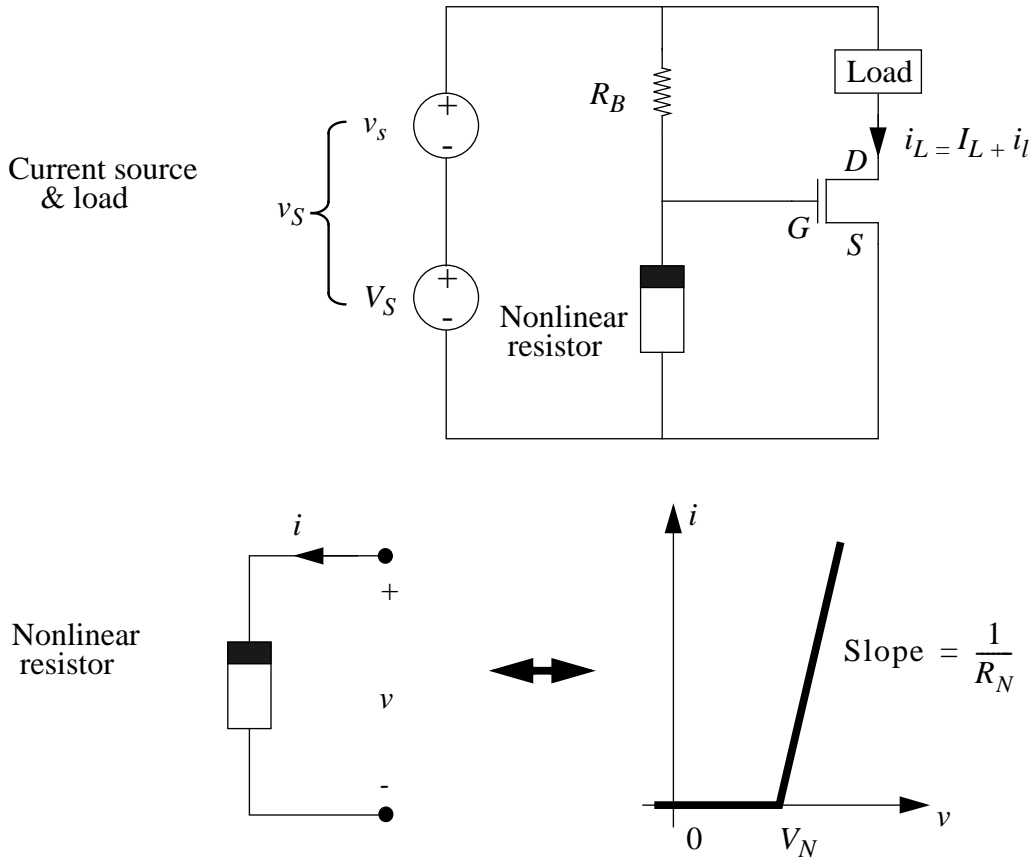 Load
R_B
+
v_s
-
i_L = I_L + i_l
D
Current source
& load
v_S
G
S
+
V_S
-
Nonlinear
resistor
i
i
+
Nonlinear
resistor
Slope = 1/R_N
v
-
0
V_N
v